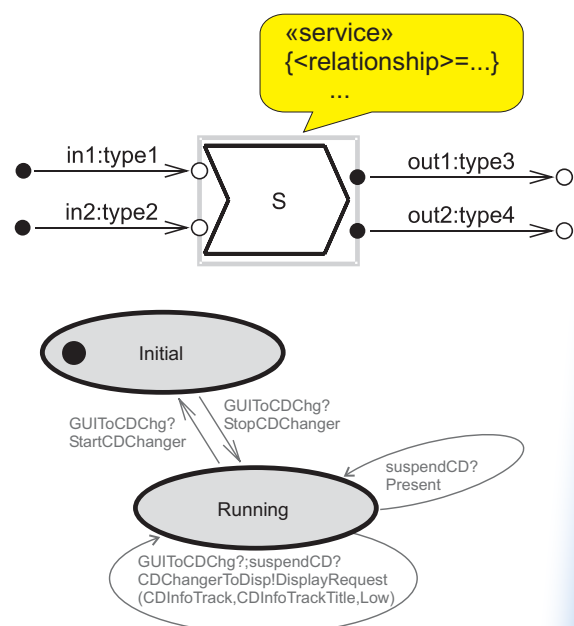 «service»
{<relationship>=...}
...
in1:type1
out1:type3
S
in2:type2
out2:type4
Initial
GUIToCDChg?
StartCDChanger
GUIToCDChg?
StopCDChanger
suspendCD?
Present
Running
GUIToCDChg?;suspendCD?
CDChangerToDisp!DisplayRequest
(CDInfoTrack,CDInfoTrackTitle,Low)